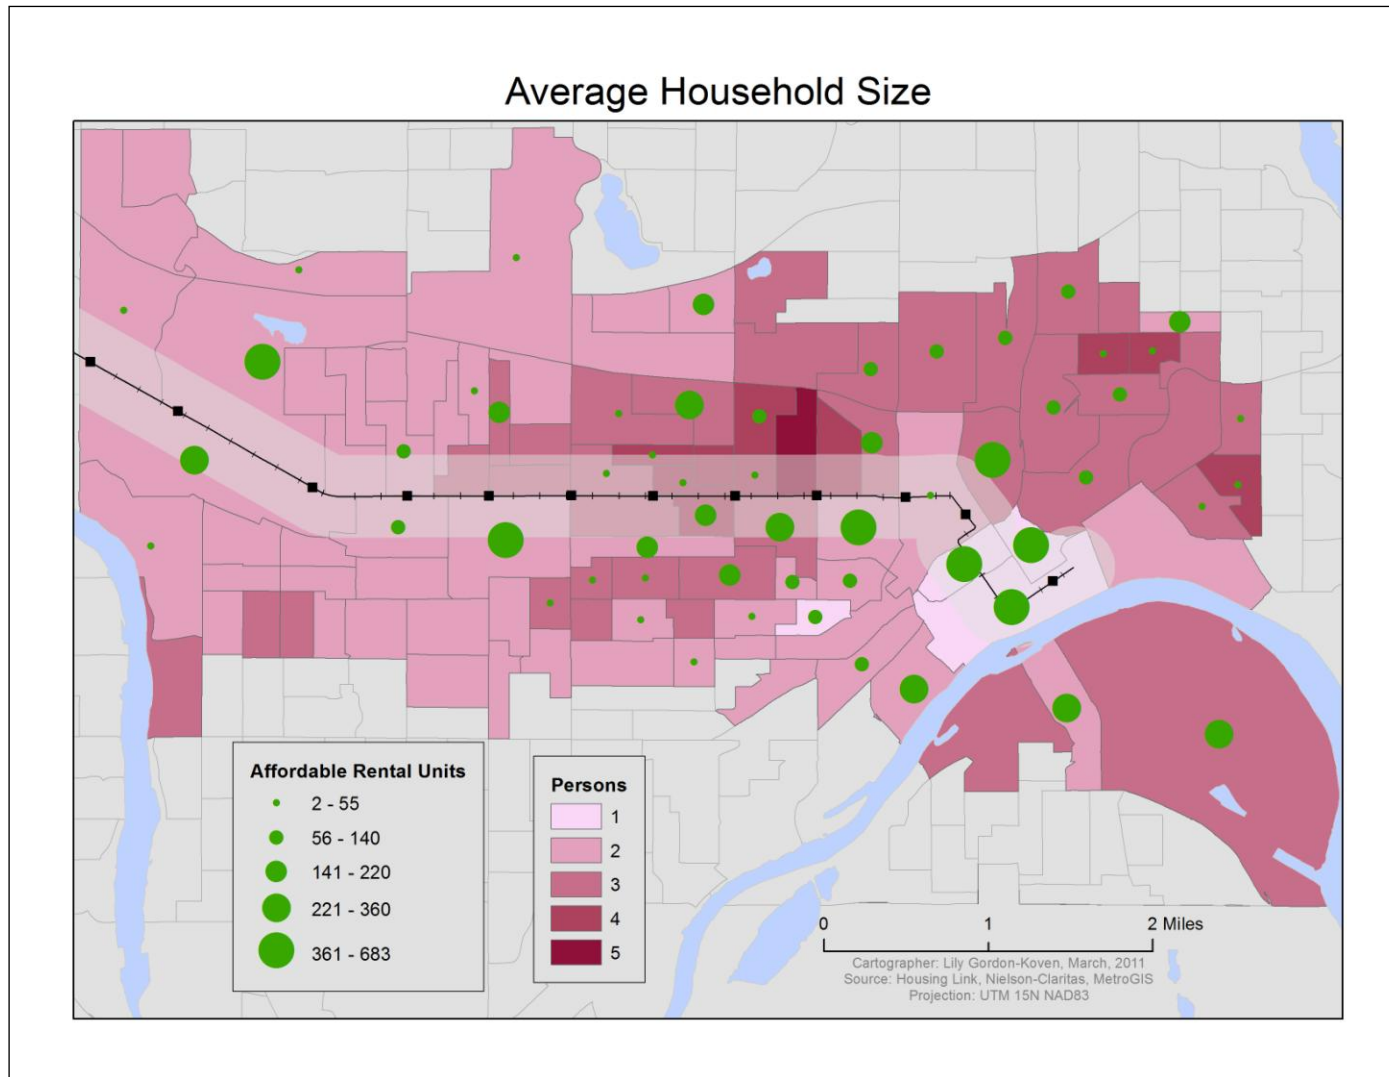 Average Household Size
Affordable Rental Units
2 - 55
56 - 140
141 - 220
221 - 360
361 - 683
Persons
1
2
3
4
5
0 1 2 Miles
Cartographer: Lily Gordon-Koven, March, 2011
Source: Housing Link, Nielson-Claritas, MetroGIS
Projection: UTM 15N NAD83